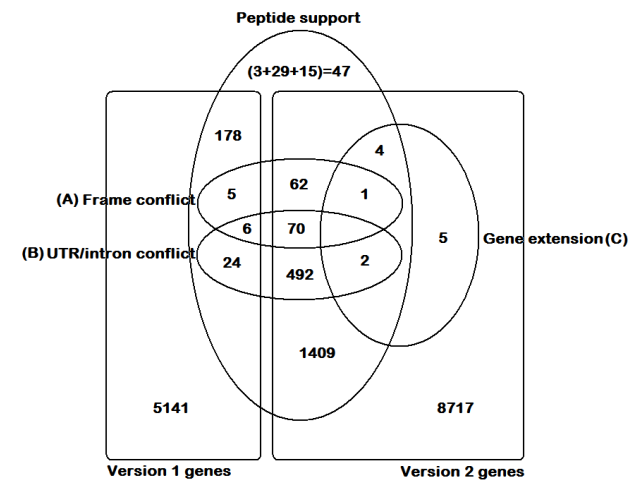 Peptide support
(3+29+15)=47
178
4
(A) Frame conflict
5
62
1
6
70
(B) UTR/intron conflict
24
492
2
5
Gene extension(C)
1409
5141
8717
Version 1 genes
Version 2 genes